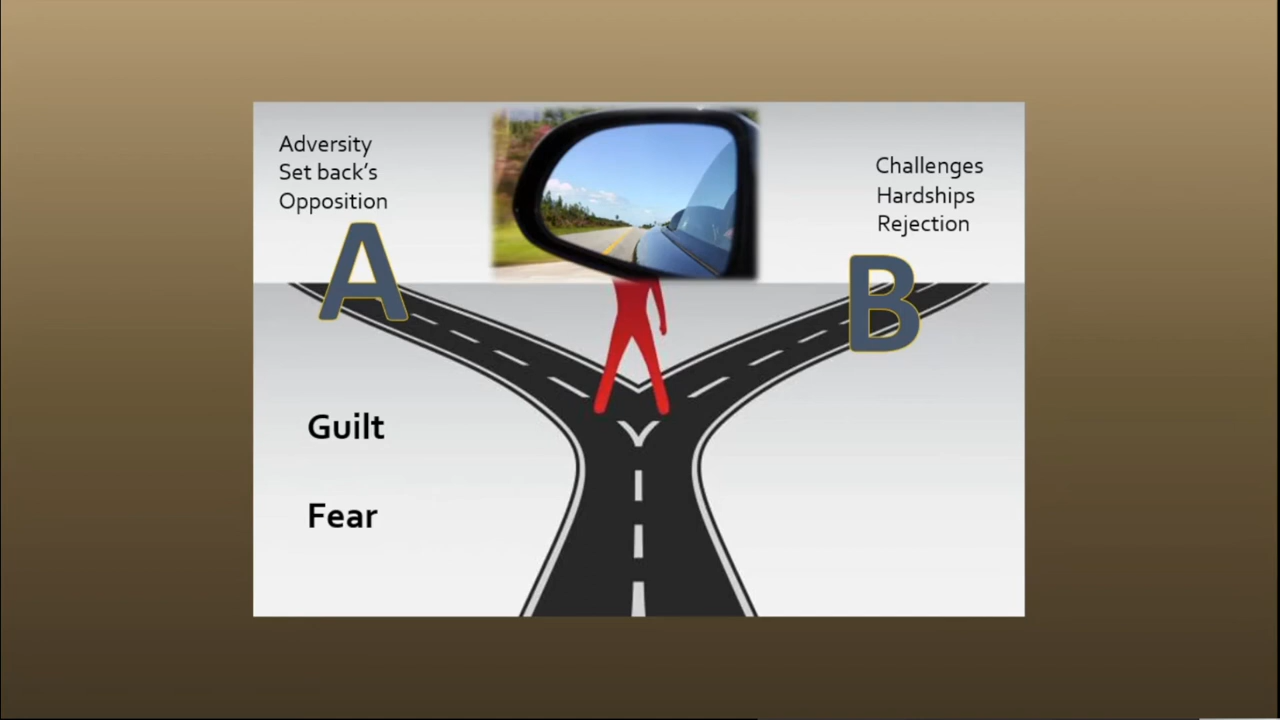 Adversity
Set back's
Opposition
A
Challenges
Hardships
Rejection
B
Guilt
Fear